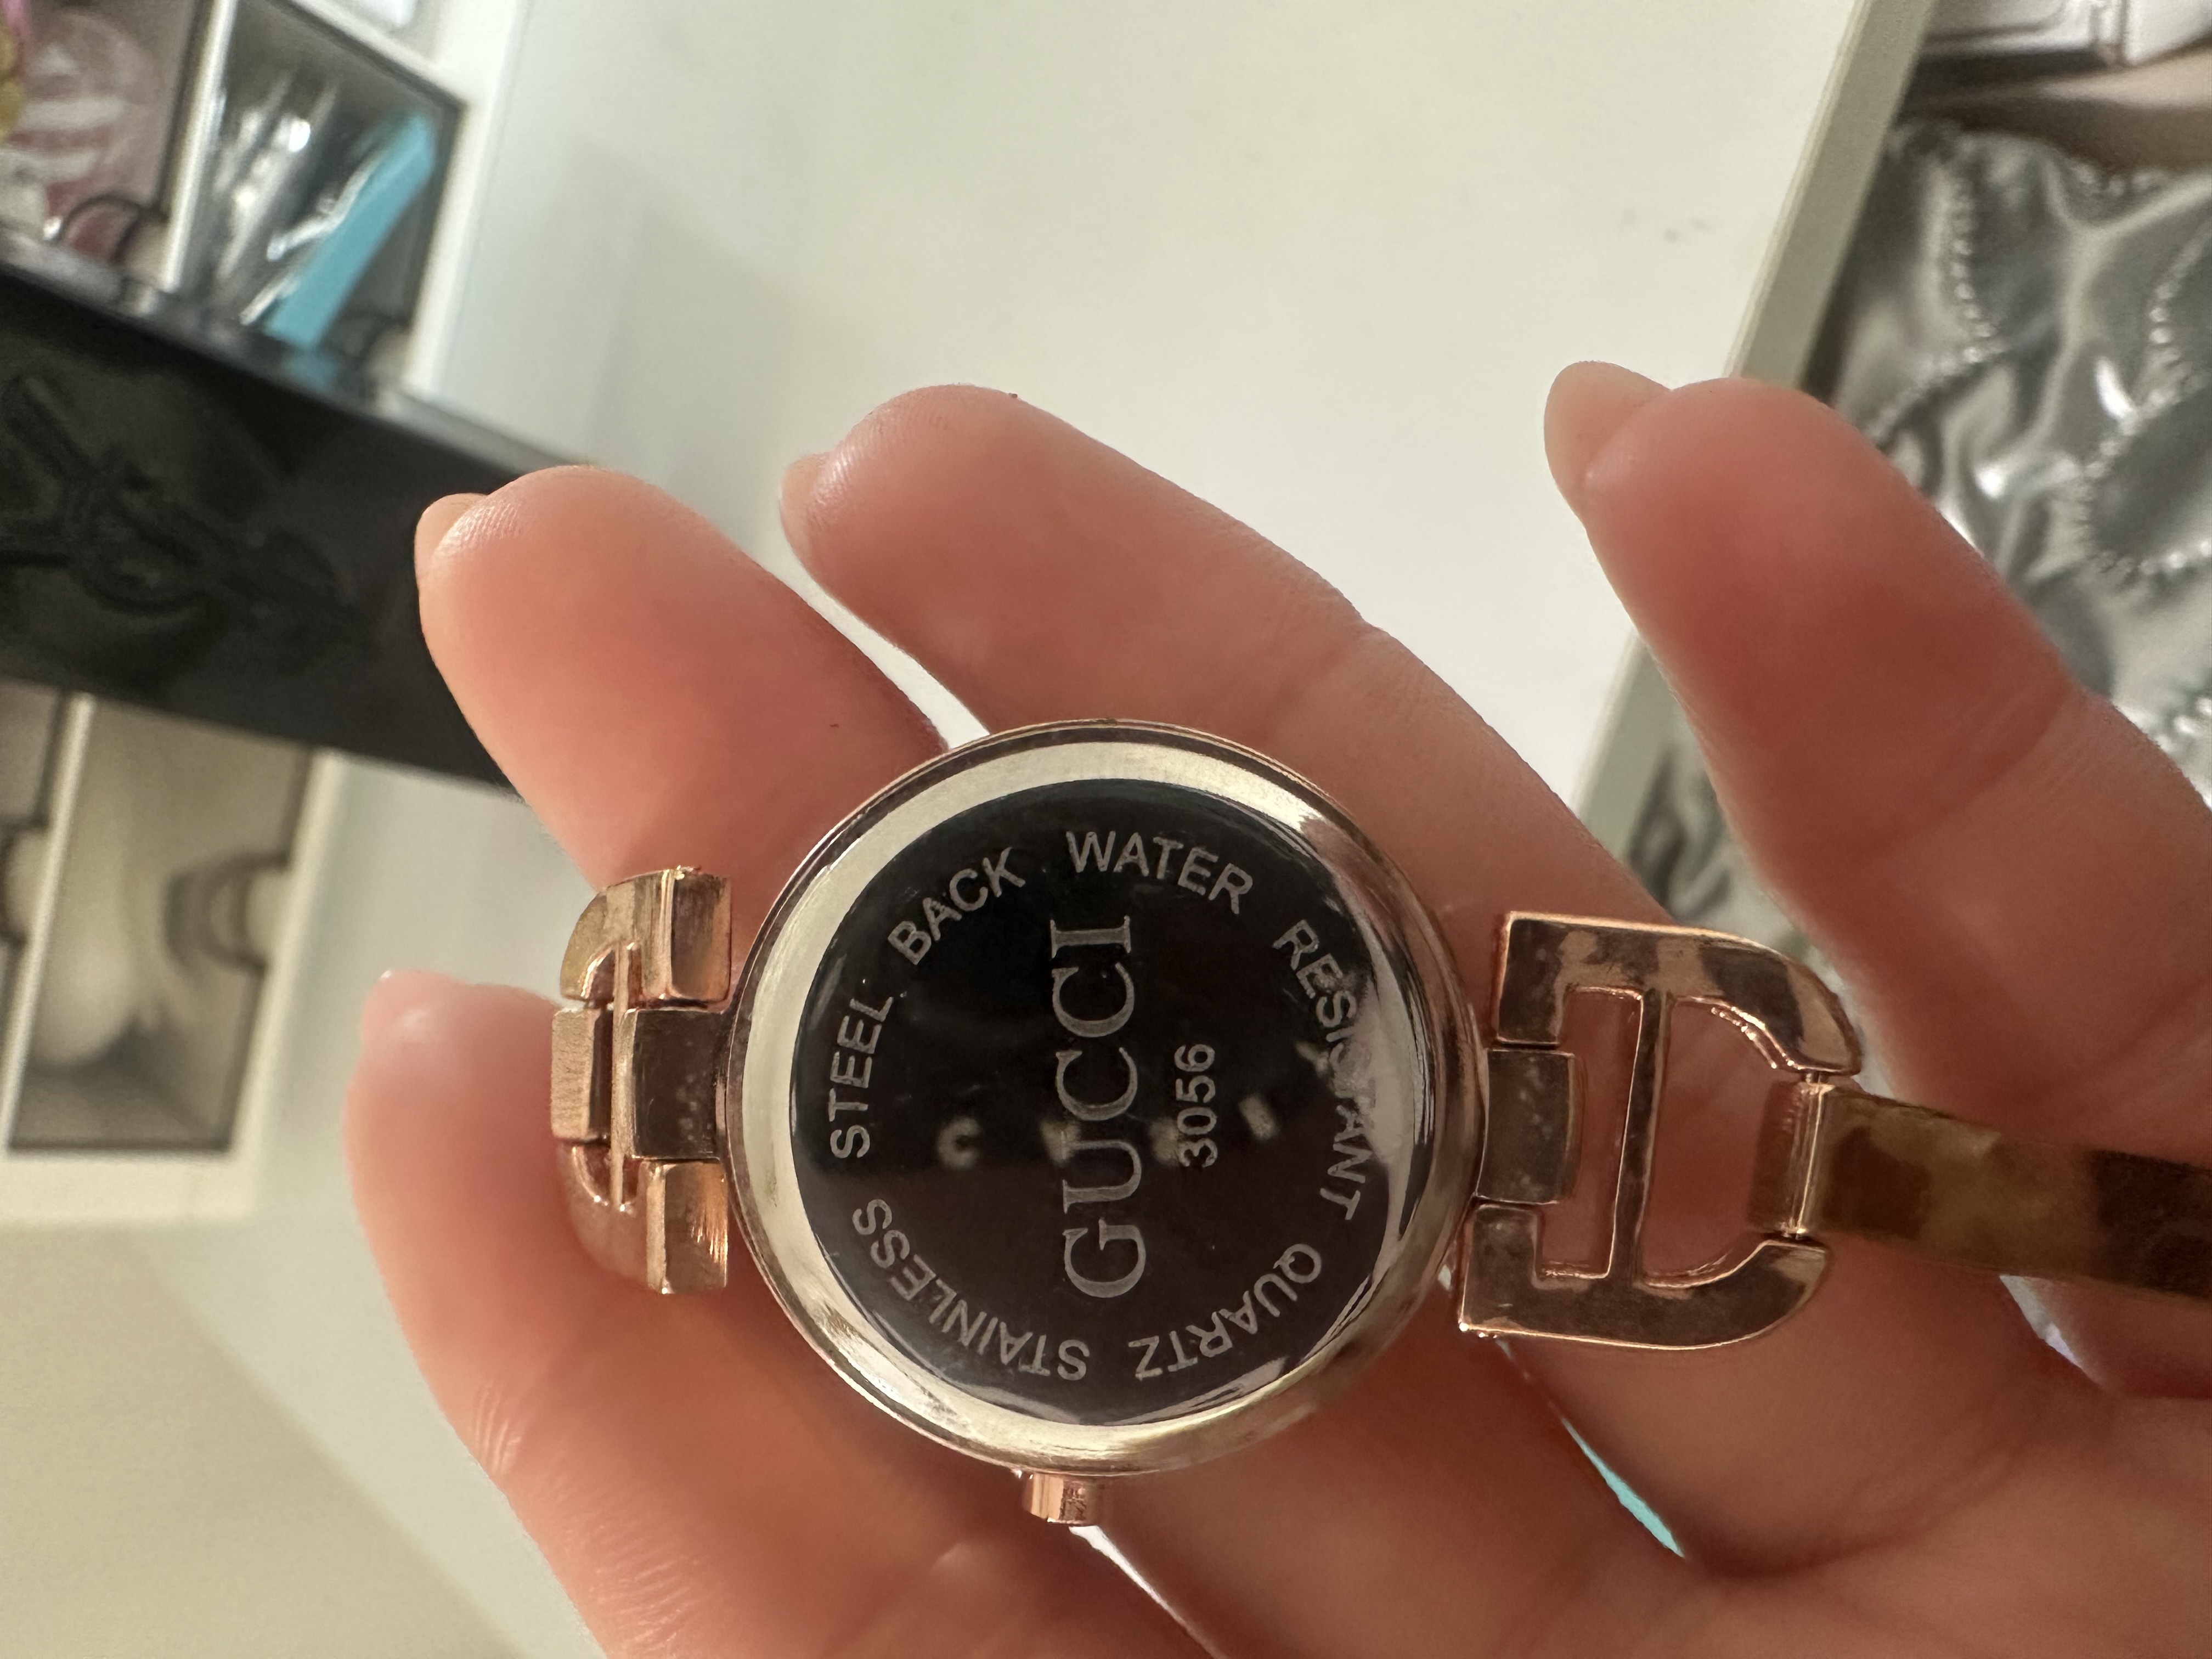 STAINLESS STEEL BACK WATER RESISTANT QUARTZ
GUCCI
3056